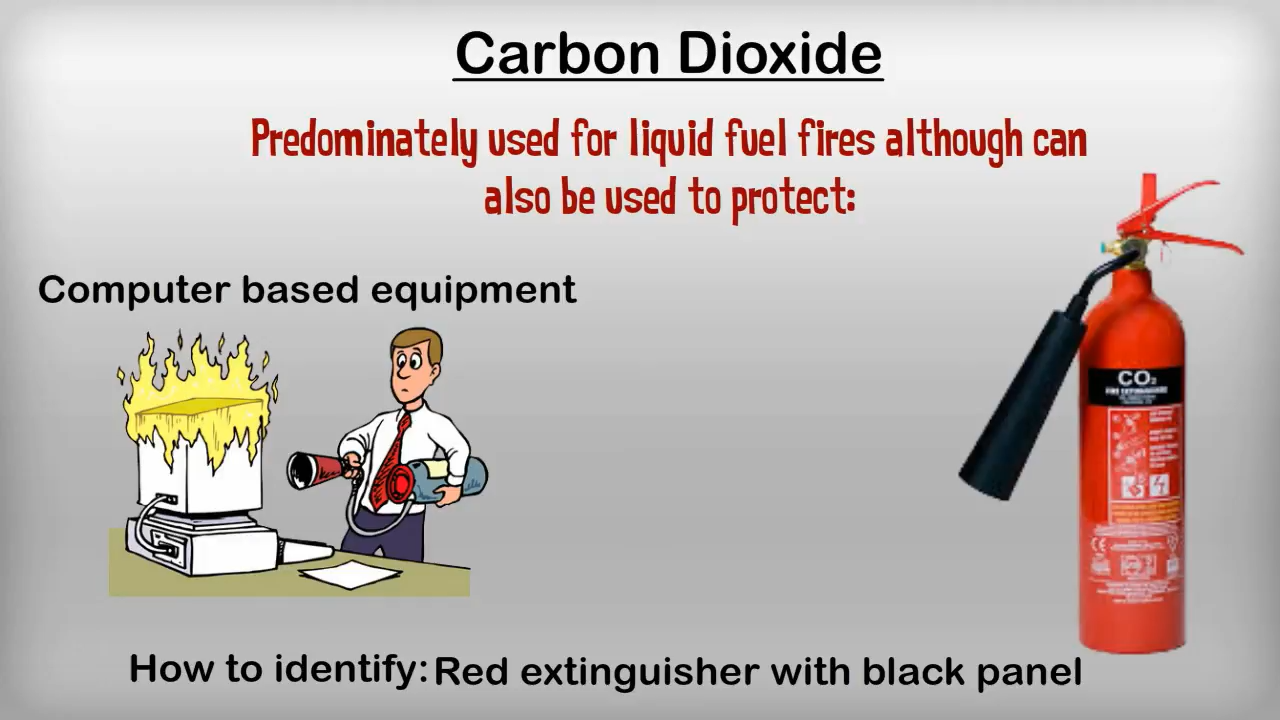 Carbon Dioxide
Predominately used for liquid fuel fires although can
also be used to protect:
Computer based equipment
CO₂
FIRE EXTINGUISHER
How to identify: Red extinguisher with black panel